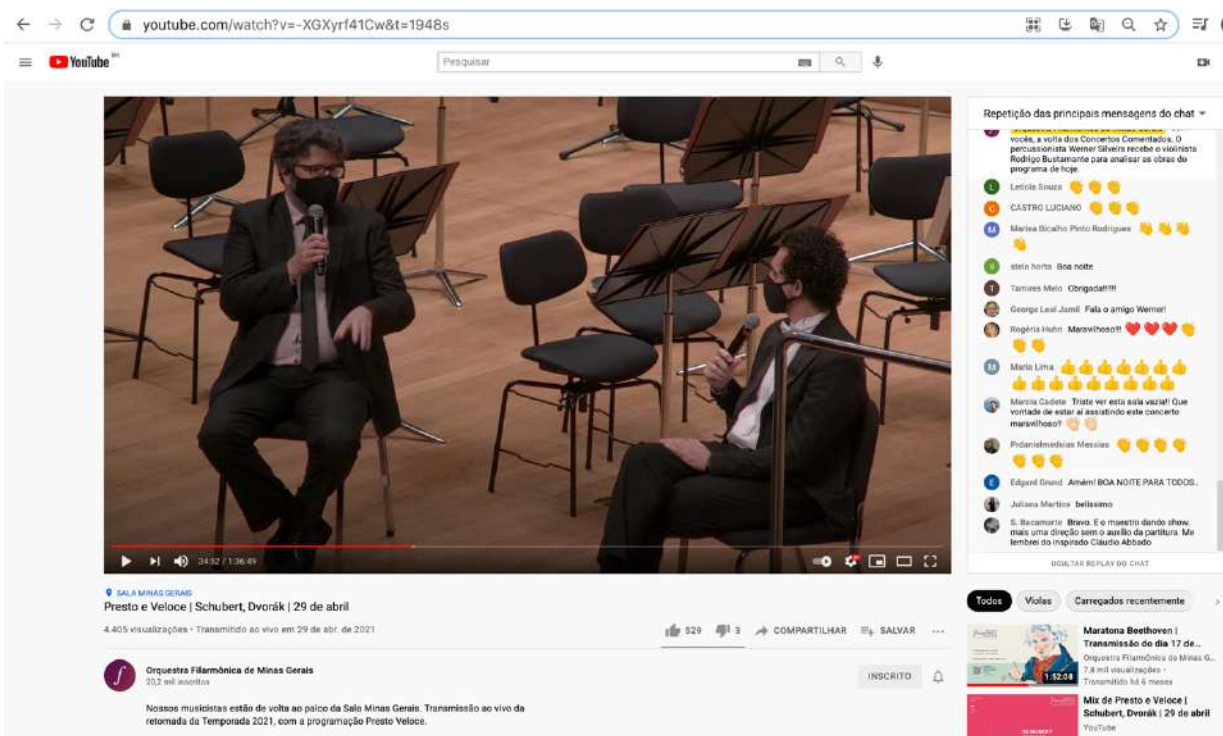 youtube.com/watch?v=-XGXyrf41Cw&t=1948s
YouTube BR
Pesquisar
34:52 / 1:36:49
SALA MINAS GERAIS
Presto e Veloce | Schubert, Dvorák | 29 de abril
4.405 visualizações • Transmitido ao vivo em 29 de abr. de 2021
529
3
COMPARTILHAR
SALVAR
Orquestra Filarmônica de Minas Gerais
20,2 mil inscritos
INSCRITO
Nossos musicistas estão de volta ao palco da Sala Minas Gerais. Transmissão ao vivo da
retomada da Temporada 2021, com a programação Presto Veloce.
Repetição das principais mensagens do chat
vocês, a volta dos Concertos Comentados. O
percussionista Werner Silveira recebe o violinista
Rodrigo Bustamante para analisar as obras do
programa de hoje.
L Letícia Souza 👏👏👏
CASTRO LUCIANO 👏👏👏
M Marisa Bicalho Pinto Rodrigues 👏👏👏
👏
s stela horta Boa noite
T Tamires Melo Obrigada!!!!!
George Leal Jamil Fala o amigo Werner!
Rogéria Huhn Maravilhoso!!! ❤️❤️❤️👏
👏👏
M Maria Lima 👍👍👍👍👍👍👍
👍👍👍👍👍👍👍👍👍
Marcia Cadete Triste ver esta sala vazia!! Que
vontade de estar aí assistindo este concerto
maravilhoso!! 👏🏻👏🏻
Prdanielmedsias Messias 👏👏👏👏
👏👏👏
E Edgard Grund Amém! BOA NOITE PARA TODOS.
Juliana Martins belissimo
S. Bacamarte Bravo. E o maestro dando show.
mais uma direção sem o auxílio da partitura. Me
lembrei do inspirado Cláudio Abbado
OCULTAR REPLAY DO CHAT
Todos
Violas
Carregados recentemente
Maratona Beethoven |
Transmissão do dia 17 de...
Orquestra Filarmônica de Minas G...
7,8 mil visualizações •
Transmitido há 6 meses
1:52:08
Mix de Presto e Veloce |
Schubert, Dvorák | 29 de abril
YouTube
SCHUBERT